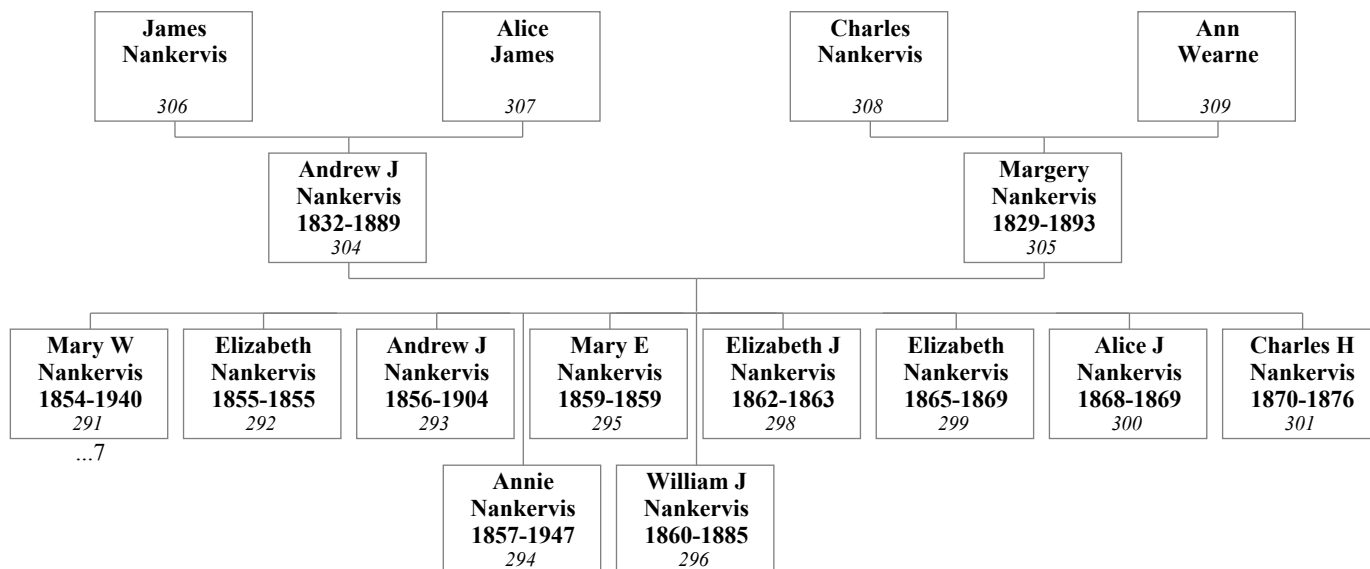 James
Nankervis
306
Alice
James
307
Charles
Nankervis
308
Ann
Wearne
309
Andrew J
Nankervis
1832-1889
304
Margery
Nankervis
1829-1893
305
Mary W
Nankervis
1854-1940
291
...7
Elizabeth
Nankervis
1855-1855
292
Andrew J
Nankervis
1856-1904
293
Mary E
Nankervis
1859-1859
295
Elizabeth J
Nankervis
1862-1863
298
Elizabeth
Nankervis
1865-1869
299
Alice J
Nankervis
1868-1869
300
Charles H
Nankervis
1870-1876
301
Annie
Nankervis
1857-1947
294
William J
Nankervis
1860-1885
296